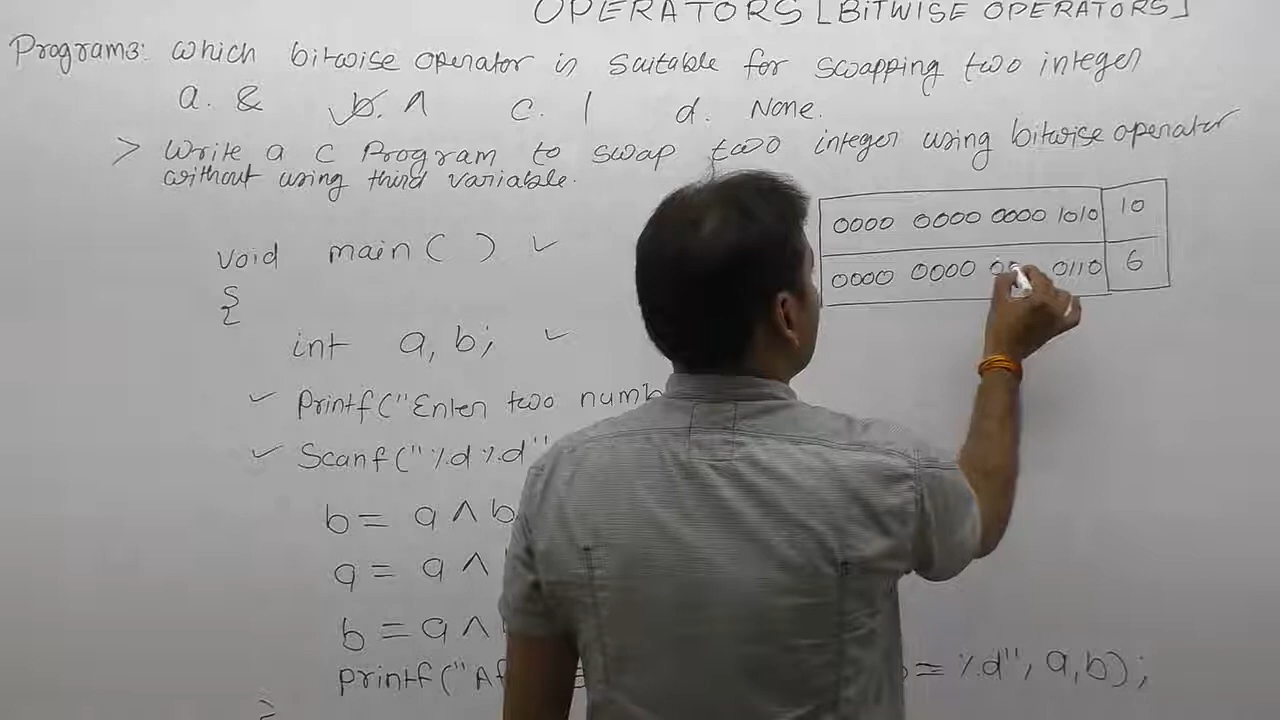 OPERATORS [BITWISE OPERATORS]
Program3: which bitwise operator is suitable for swapping two integer
a. & b. ^ c. | d. None.
> Write a C Program to swap two integer using bitwise operator
without using third variable.
void main( ) ✓
{
int a, b; ✓
✓ Printf("Enter two numb
✓ Scanf("%d %d"
b = a ^ b
a = a ^
b = a ^
printf("Af = %d", a,b);
0000 0000 0000 1010 10
0000 0000 0110 6